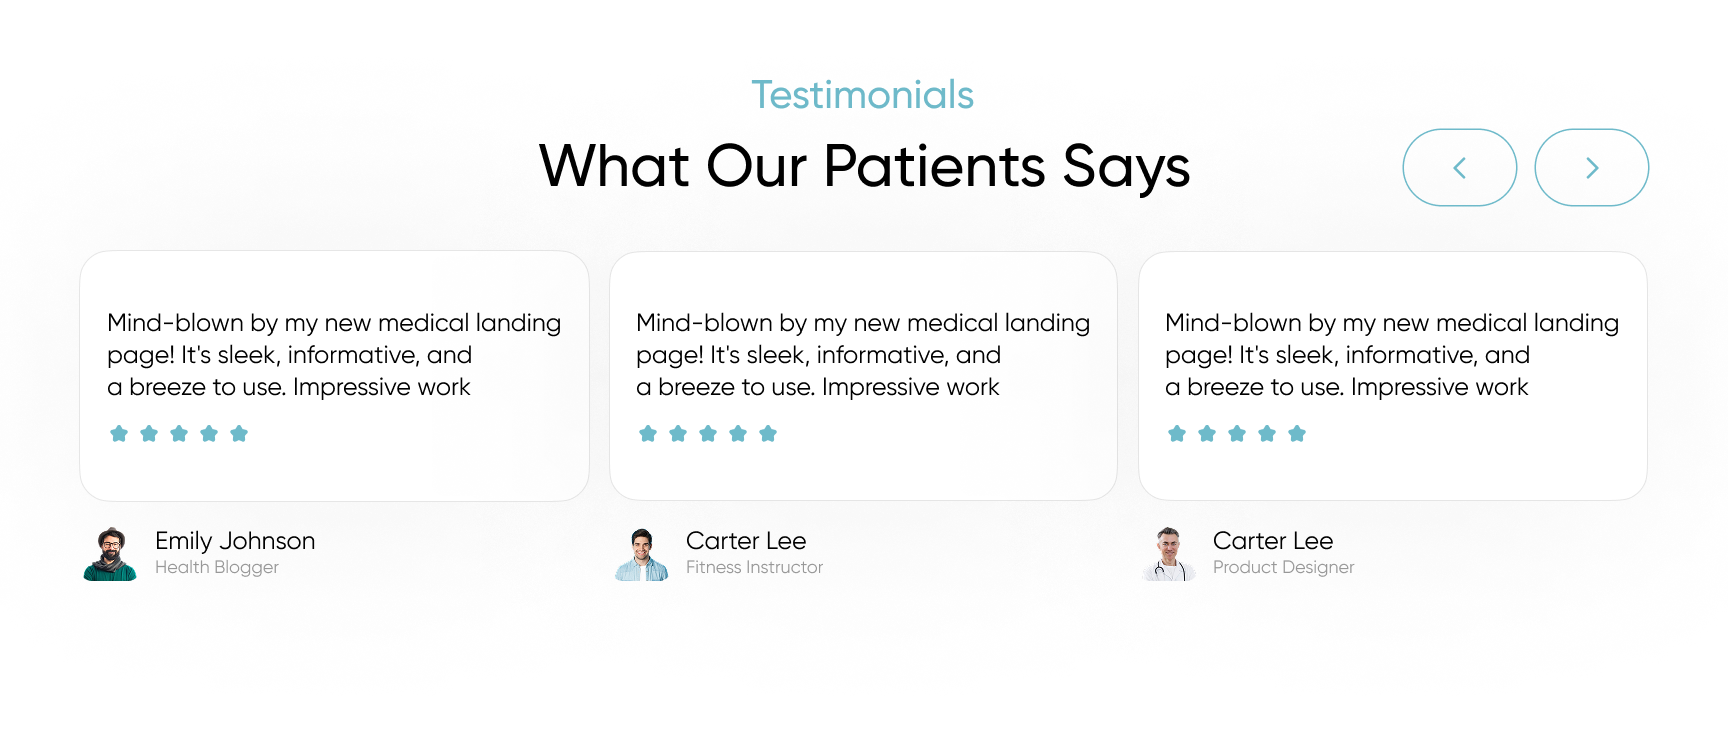 Testimonials
What Our Patients Says
Mind-blown by my new medical landing
page! It's sleek, informative, and
a breeze to use. Impressive work
Emily Johnson
Health Blogger
Mind-blown by my new medical landing
page! It's sleek, informative, and
a breeze to use. Impressive work
Carter Lee
Fitness Instructor
Mind-blown by my new medical landing
page! It's sleek, informative, and
a breeze to use. Impressive work
Carter Lee
Product Designer